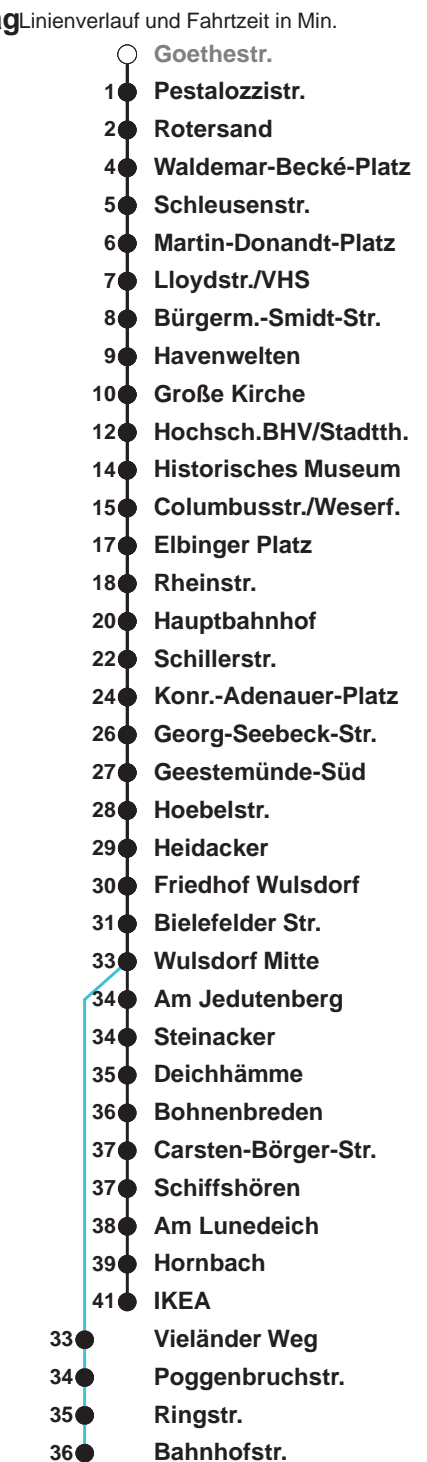 Linienverlauf und Fahrtzeit in Min.
Goethestr.
1 Pestalozzistr.
2 Rotersand
4 Waldemar-Becké-Platz
5 Schleusenstr.
6 Martin-Donandt-Platz
7 Lloydstr./VHS
8 Bürgerm.-Smidt-Str.
9 Havenwelten
10 Große Kirche
12 Hochsch.BHV/Stadtth.
14 Historisches Museum
15 Columbusstr./Weserf.
17 Elbinger Platz
18 Rheinstr.
20 Hauptbahnhof
22 Schillerstr.
24 Konr.-Adenauer-Platz
26 Georg-Seebeck-Str.
27 Geestemünde-Süd
28 Hoebelstr.
29 Heidacker
30 Friedhof Wulsdorf
31 Bielefelder Str.
33 Wulsdorf Mitte
34 Am Jedutenberg
34 Steinacker
35 Deichhämme
36 Bohnenbreden
37 Carsten-Börger-Str.
37 Schiffshören
38 Am Lunedeich
39 Hornbach
41 IKEA
33 Vieländer Weg
34 Poggenbruchstr.
35 Ringstr.
36 Bahnhofstr.